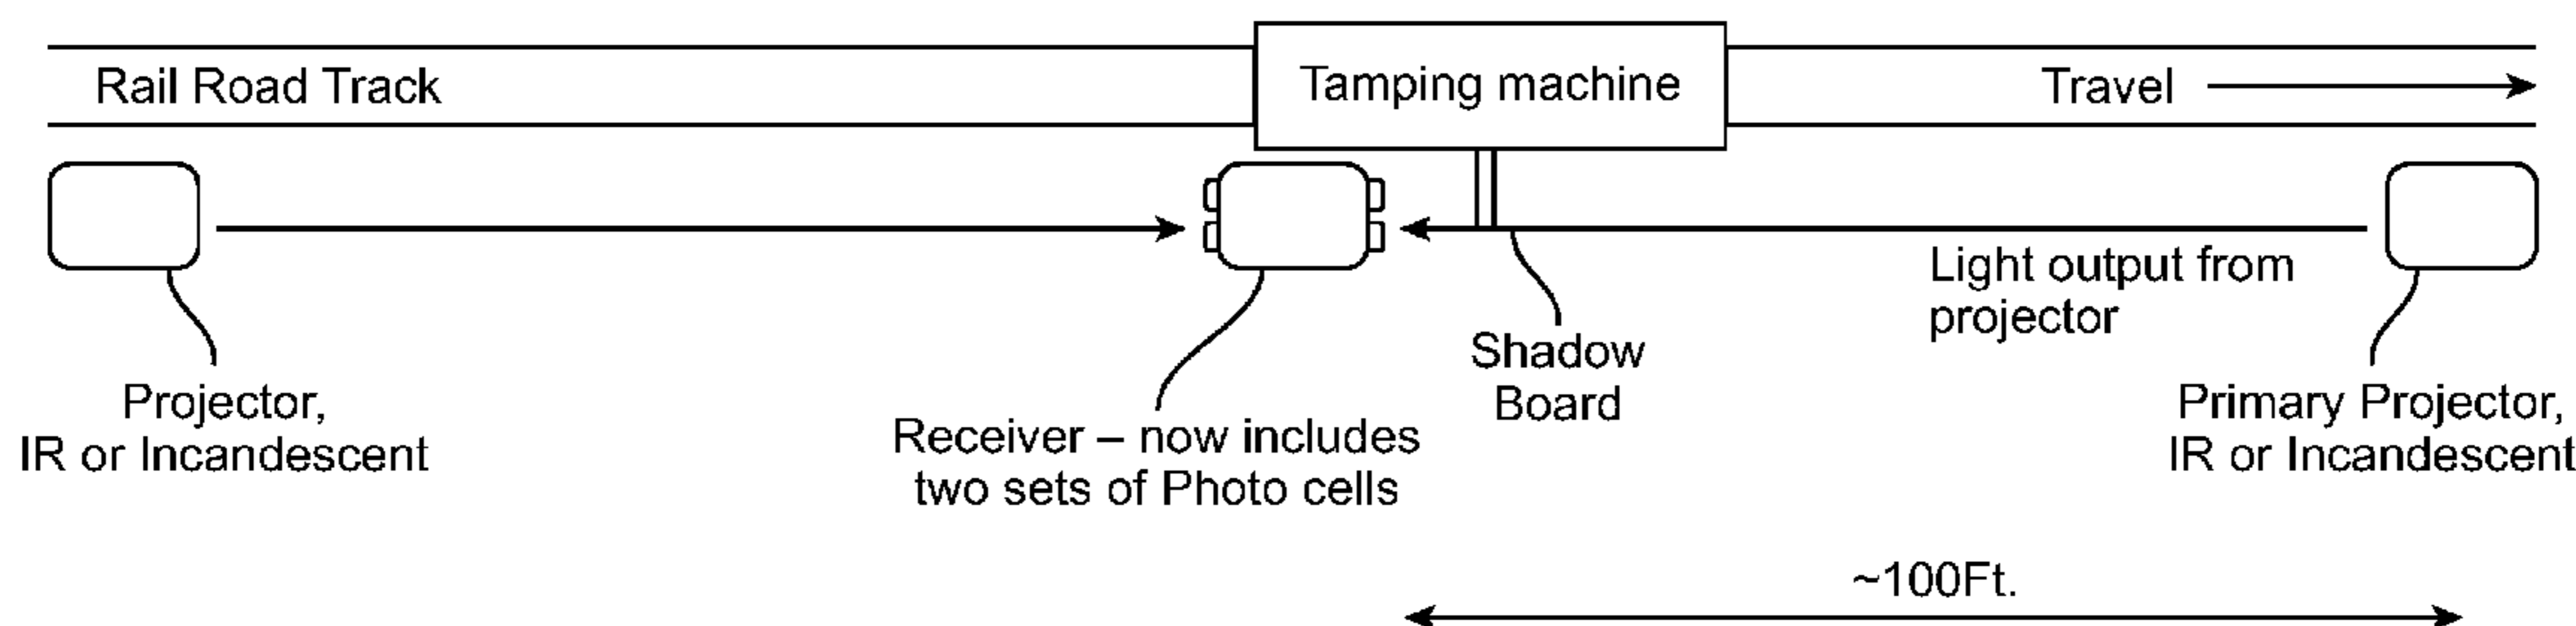 Rail Road Track
Tamping machine
Travel
Light output from
projector
Shadow
Board
Projector,
IR or Incandescent
Receiver – now includes
two sets of Photo cells
Primary Projector,
IR or Incandescent
~100Ft.